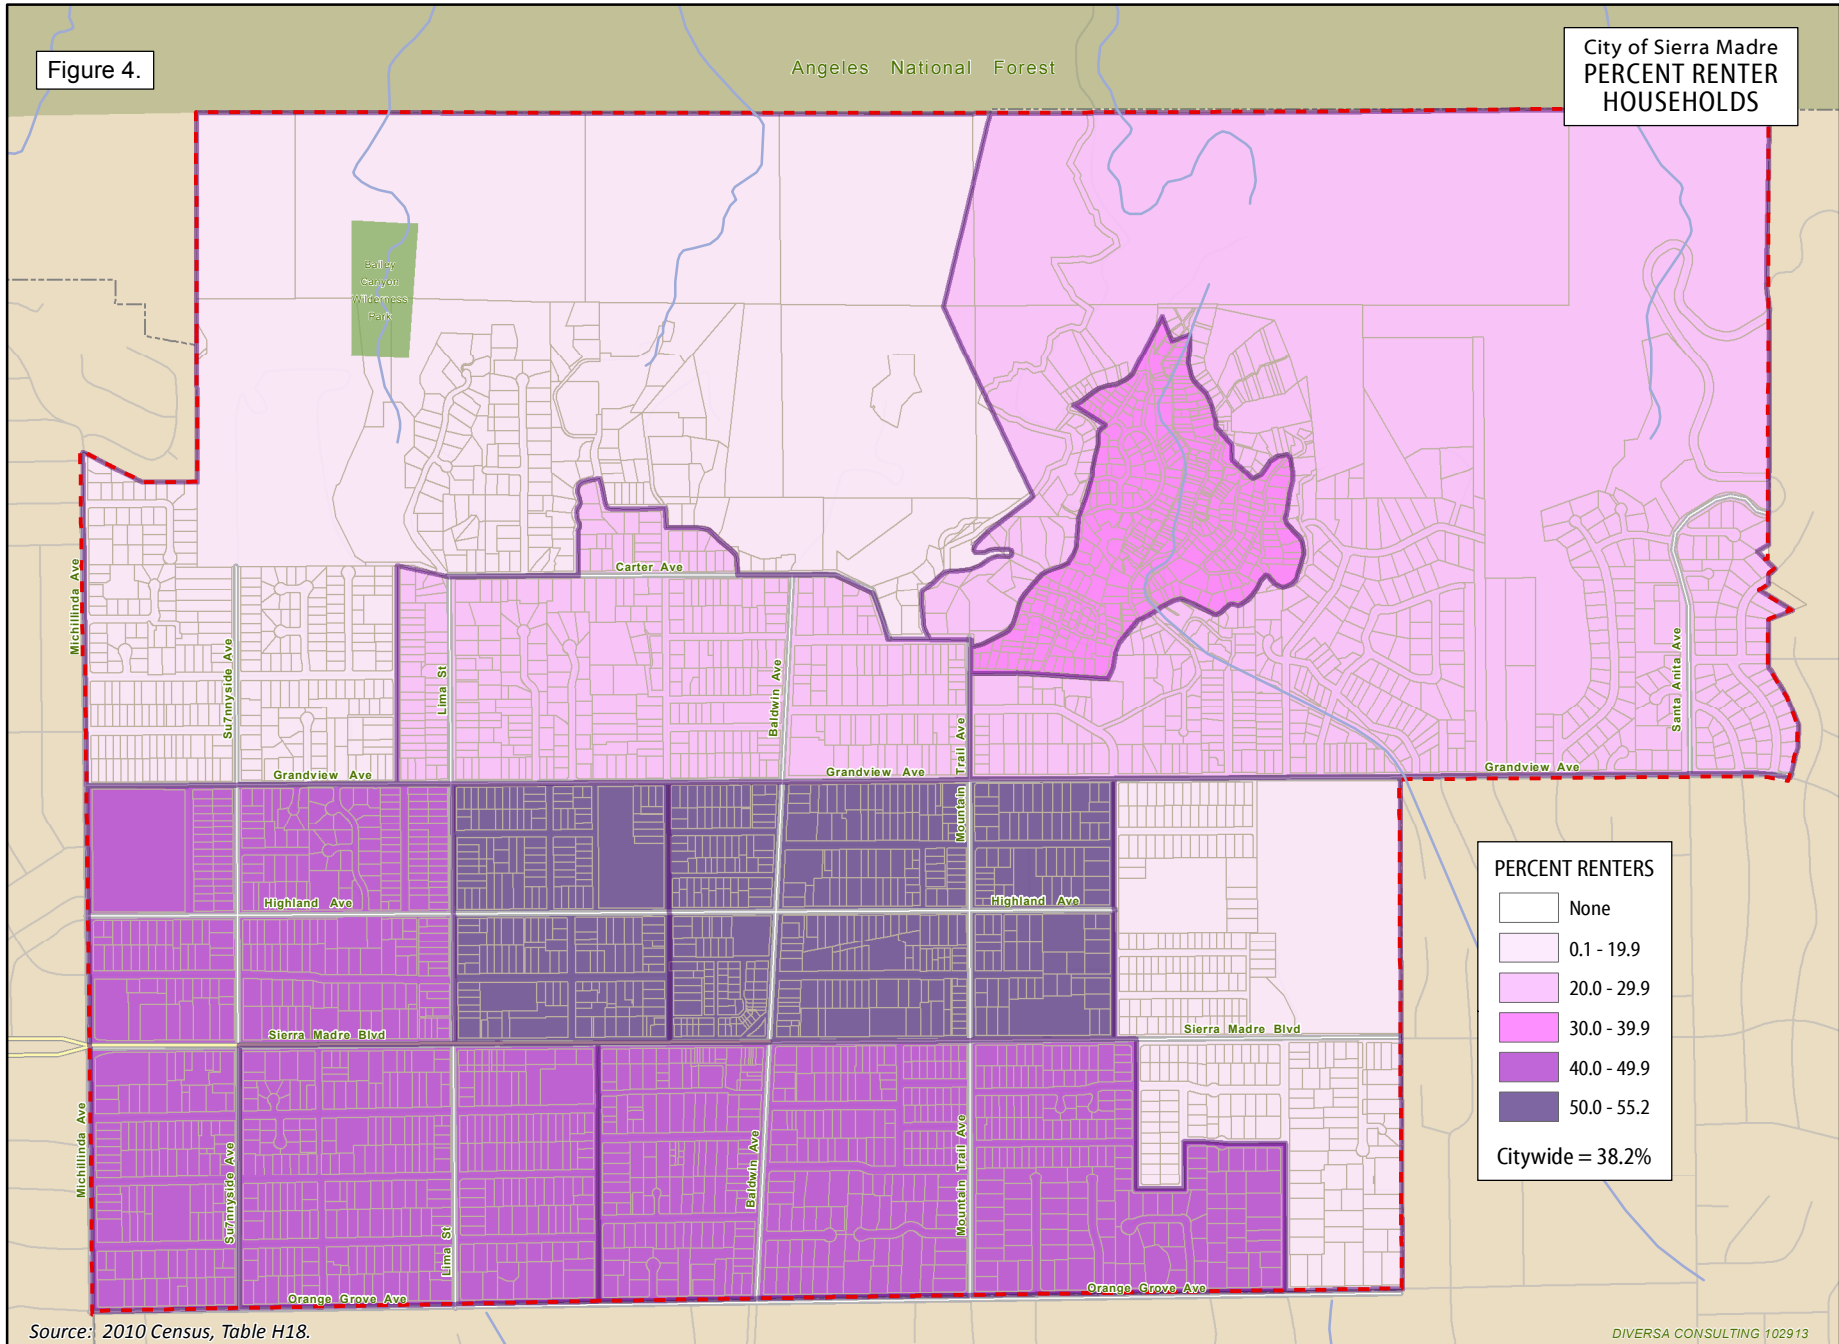 Figure 4.
Angeles National Forest
City of Sierra Madre
PERCENT RENTER
HOUSEHOLDS
Bailey
Canyon
Wilderness
Park
Michillinda Ave
Su7nnyside Ave
Lima St
Carter Ave
Baldwin Ave
Mountain Trail Ave
Santa Anita Ave
Grandview Ave
Grandview Ave
Grandview Ave
Highland Ave
Highland Ave
Sierra Madre Blvd
Sierra Madre Blvd
Michillinda Ave
Su7nnyside Ave
Lima St
Baldwin Ave
Mountain Trail Ave
Orange Grove Ave
Orange Grove Ave
PERCENT RENTERS
None
0.1 - 19.9
20.0 - 29.9
30.0 - 39.9
40.0 - 49.9
50.0 - 55.2
Citywide = 38.2%
Source: 2010 Census, Table H18.
DIVERSA CONSULTING 102913